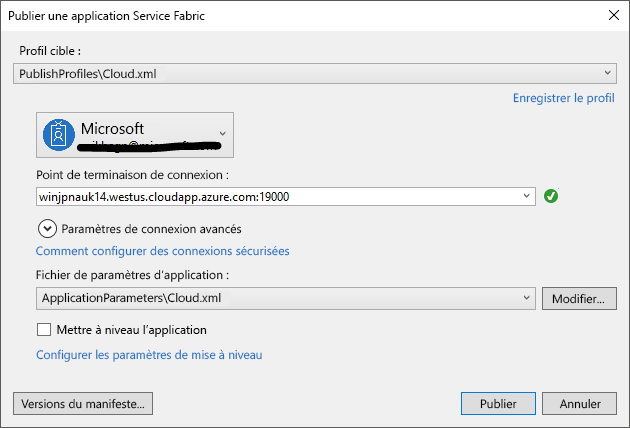 Publier une application Service Fabric
Profil cible :
PublishProfiles\Cloud.xml
Enregistrer le profil
Microsoft
Point de terminaison de connexion :
winjpnauk14.westus.cloudapp.azure.com:19000
Paramètres de connexion avancés
Comment configurer des connexions sécurisées
Fichier de paramètres d’application :
ApplicationParameters\Cloud.xml
Modifier...
Mettre à niveau l’application
Configurer les paramètres de mise à niveau
Versions du manifeste...
Publier
Annuler